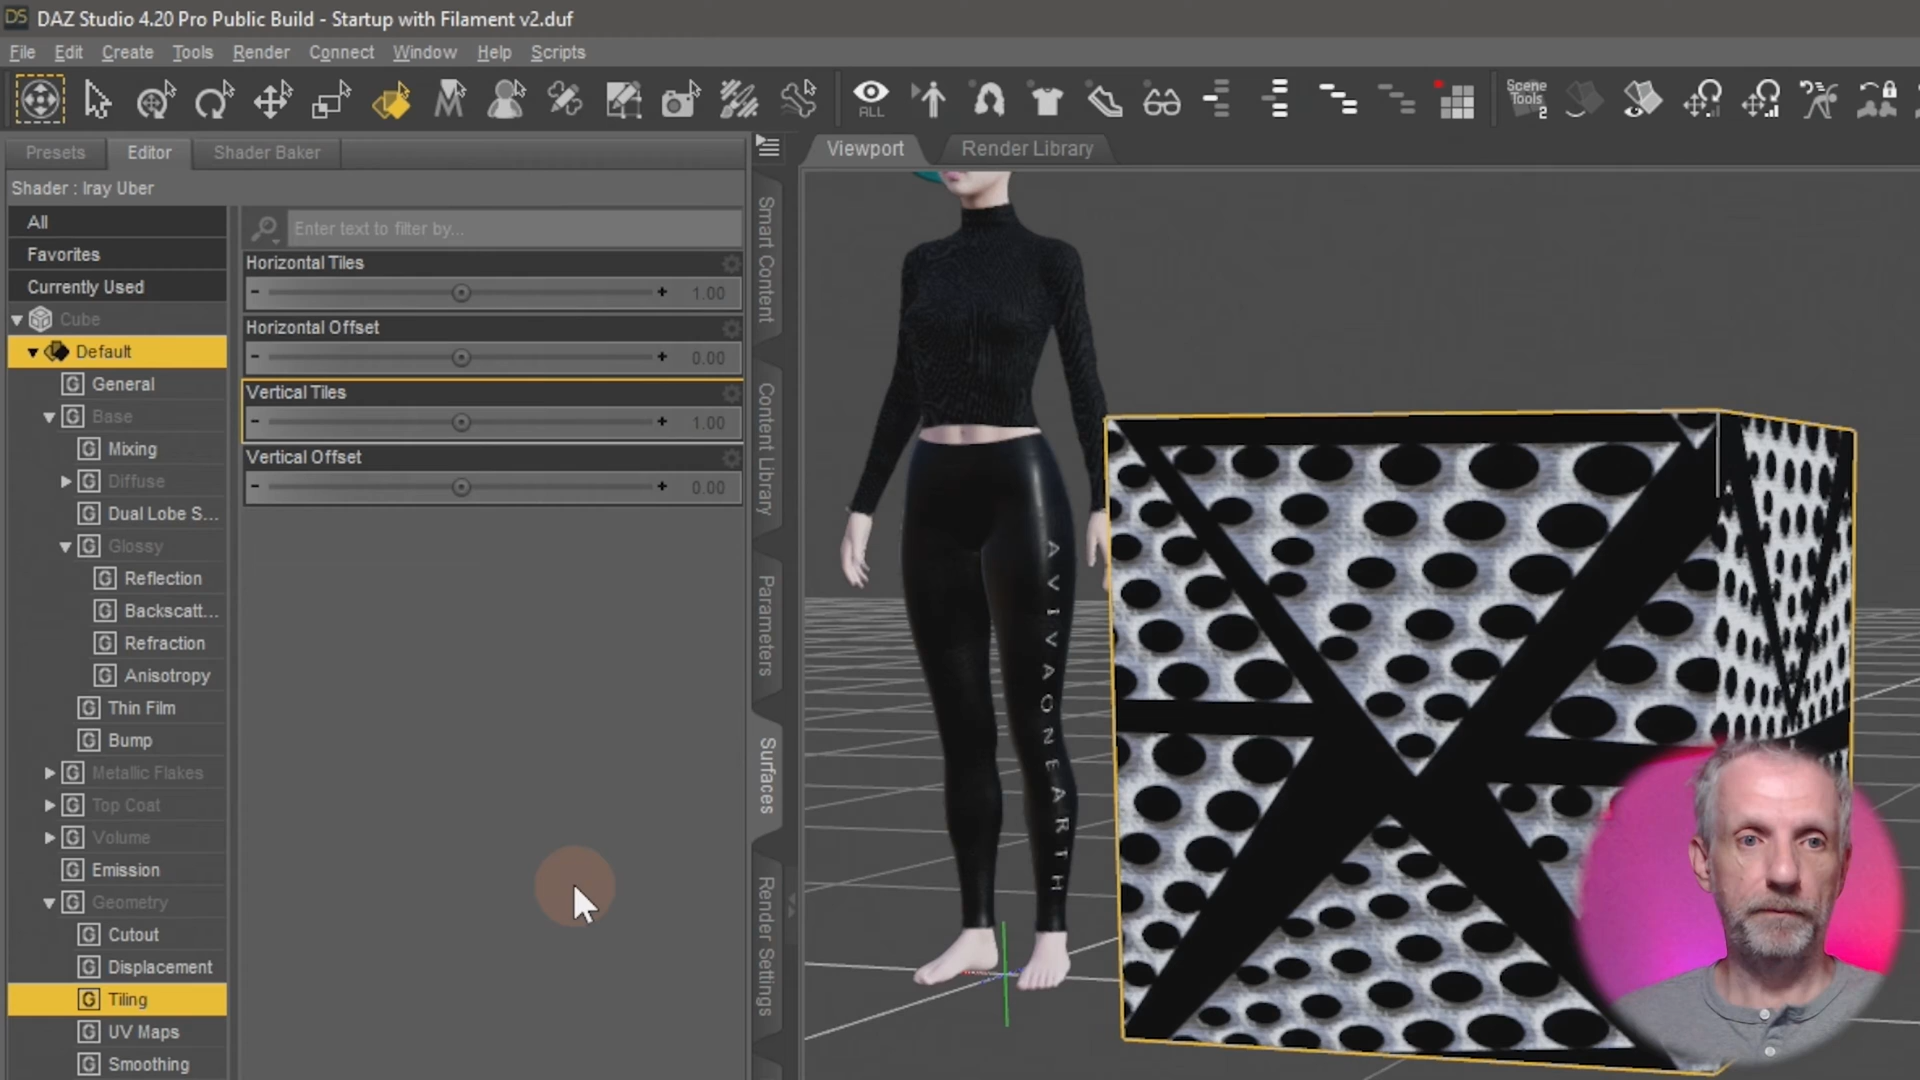 DAZ Studio 4.20 Pro Public Build - Startup with Filament v2.duf
File Edit Create Tools Render Connect Window Help Scripts
ALL
Scene
Tools
2
Presets Editor Shader Baker
Viewport Render Library
Shader : Iray Uber
All
Favorites
Currently Used
Cube
Default
General
Base
Mixing
Diffuse
Dual Lobe S...
Glossy
Reflection
Backscatt...
Refraction
Anisotropy
Thin Film
Bump
Metallic Flakes
Top Coat
Volume
Emission
Geometry
Cutout
Displacement
Tiling
UV Maps
Smoothing
Enter text to filter by...
Horizontal Tiles
- + 1.00
Horizontal Offset
- + 0.00
Vertical Tiles
- + 1.00
Vertical Offset
- + 0.00
Smart Content
Content Library
Parameters
Surfaces
Render Settings